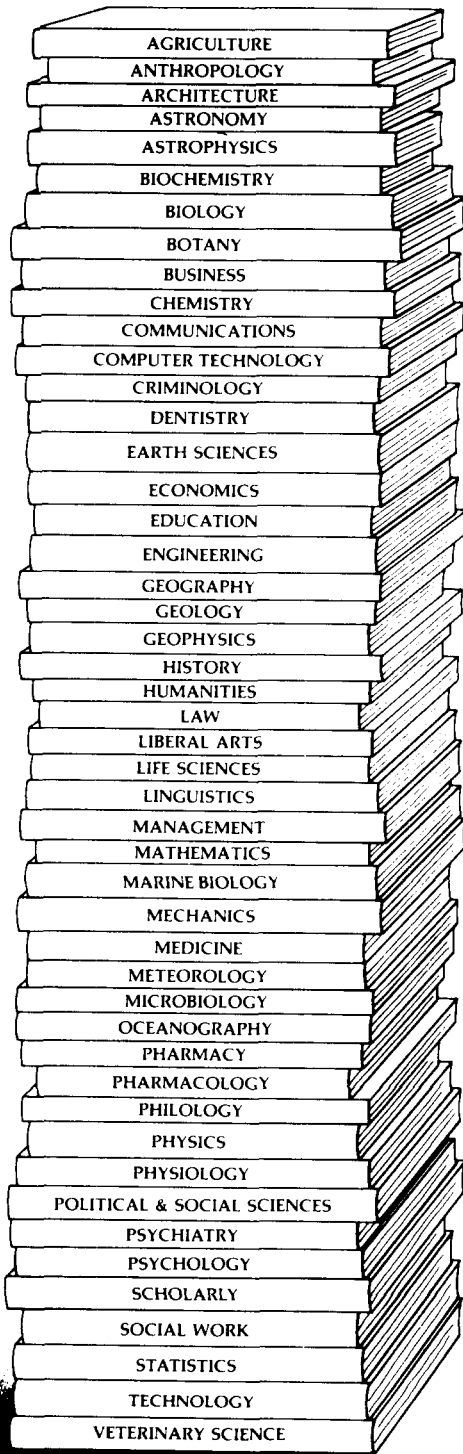 AGRICULTURE
ANTHROPOLOGY
ARCHITECTURE
ASTRONOMY
ASTROPHYSICS
BIOCHEMISTRY
BIOLOGY
BOTANY
BUSINESS
CHEMISTRY
COMMUNICATIONS
COMPUTER TECHNOLOGY
CRIMINOLOGY
DENTISTRY
EARTH SCIENCES
ECONOMICS
EDUCATION
ENGINEERING
GEOGRAPHY
GEOLOGY
GEOPHYSICS
HISTORY
HUMANITIES
LAW
LIBERAL ARTS
LIFE SCIENCES
LINGUISTICS
MANAGEMENT
MATHEMATICS
MARINE BIOLOGY
MECHANICS
MEDICINE
METEOROLOGY
MICROBIOLOGY
OCEANOGRAPHY
PHARMACY
PHARMACOLOGY
PHILOLOGY
PHYSICS
PHYSIOLOGY
POLITICAL & SOCIAL SCIENCES
PSYCHIATRY
PSYCHOLOGY
SCHOLARLY
SOCIAL WORK
STATISTICS
TECHNOLOGY
VETERINARY SCIENCE